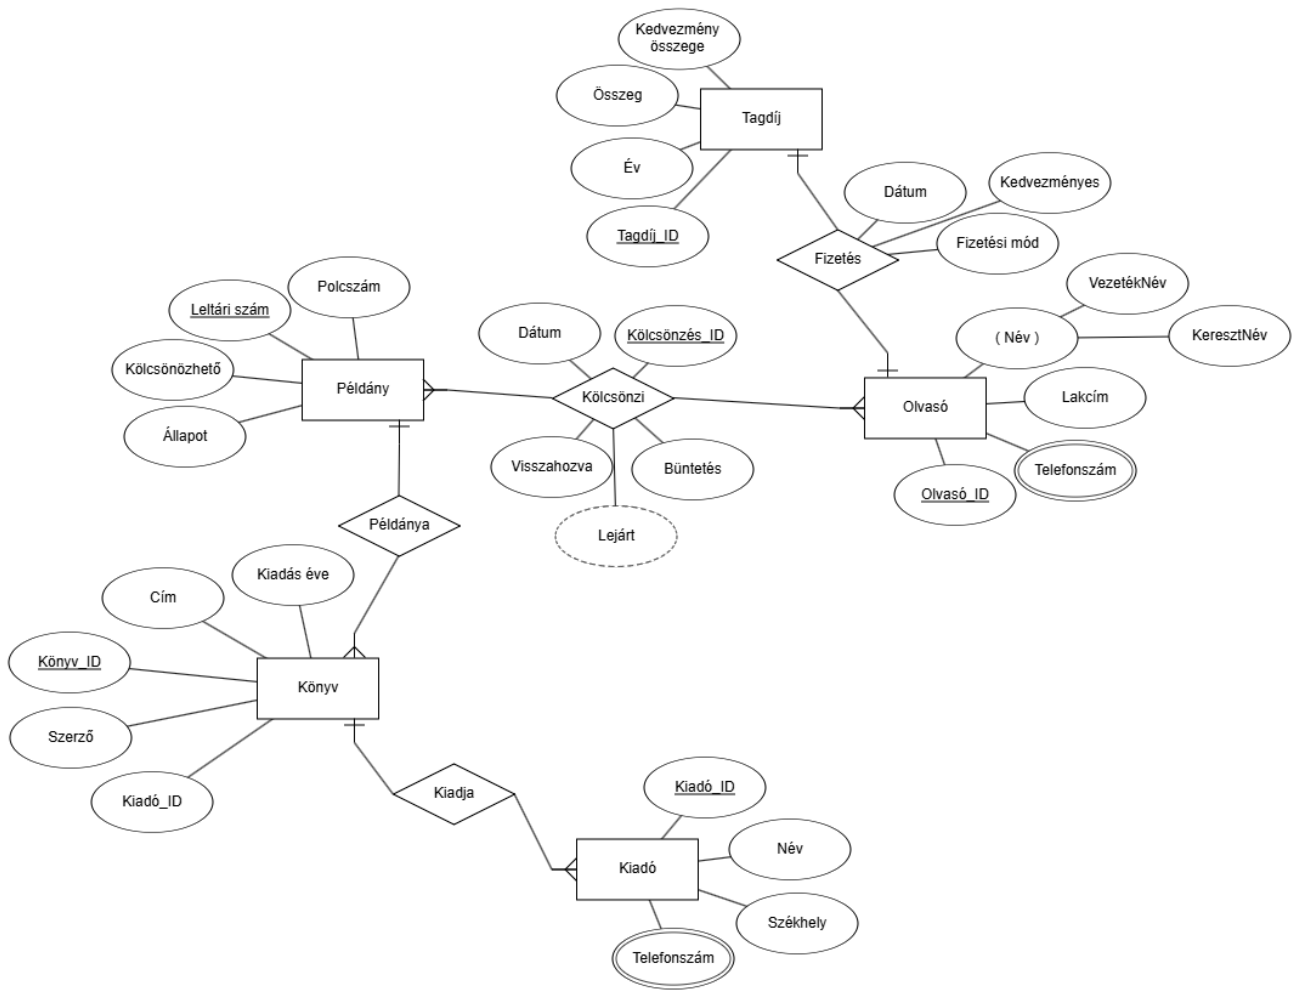 Kedvezmény
összege
Összeg
Tagdíj
Év
Tagdíj_ID
Dátum
Kedvezményes
Fizetési mód
Fizetés
VezetékNév
( Név )
KeresztNév
Polcszám
Leltári szám
Kölcsönözhető
Példány
Állapot
Dátum
Kölcsönzés_ID
Kölcsönzi
Visszahozva
Büntetés
Lejárt
Olvasó
Lakcím
Telefonszám
Olvasó_ID
Példánya
Kiadás éve
Cím
Könyv_ID
Könyv
Szerző
Kiadó_ID
Kiadja
Kiadó_ID
Név
Kiadó
Székhely
Telefonszám